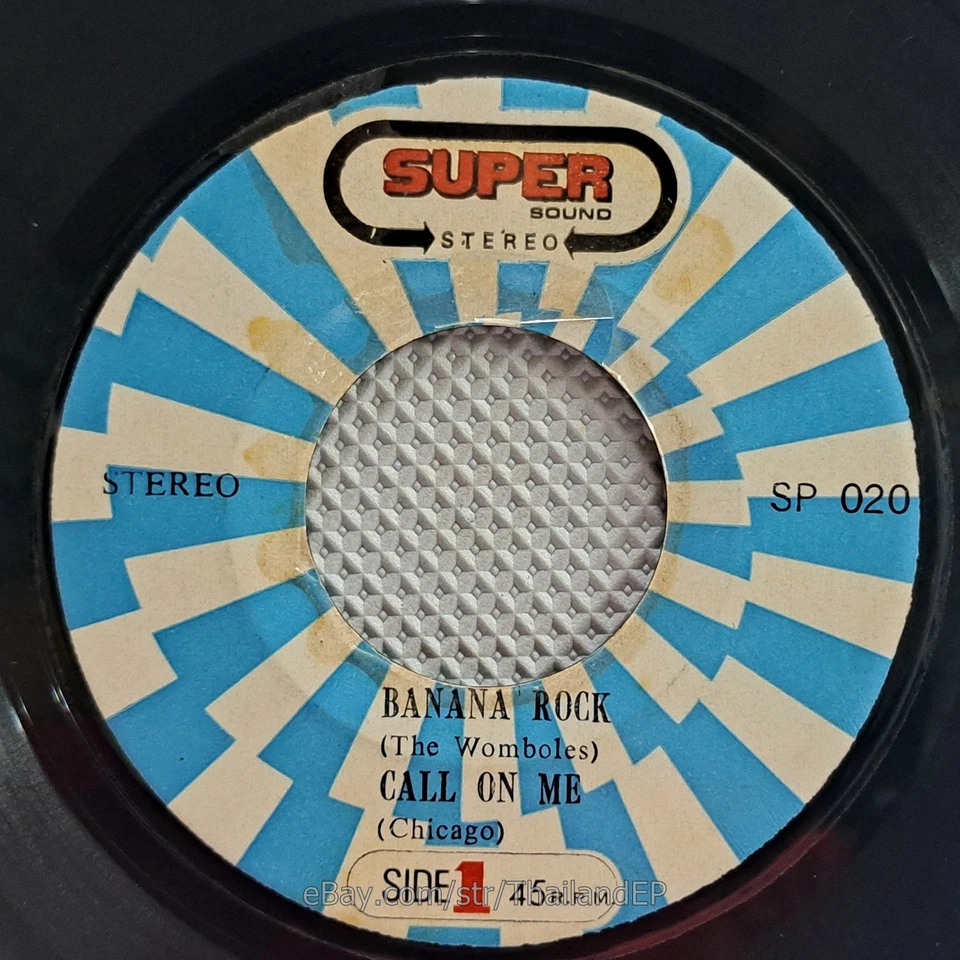 SUPER
SOUND
STEREO
STEREO
SP 020
BANANA ROCK
(The Womboles)
CALL ON ME
(Chicago)
SIDE 1 45 R.P.M.
eBay.com/str/ThailandEP